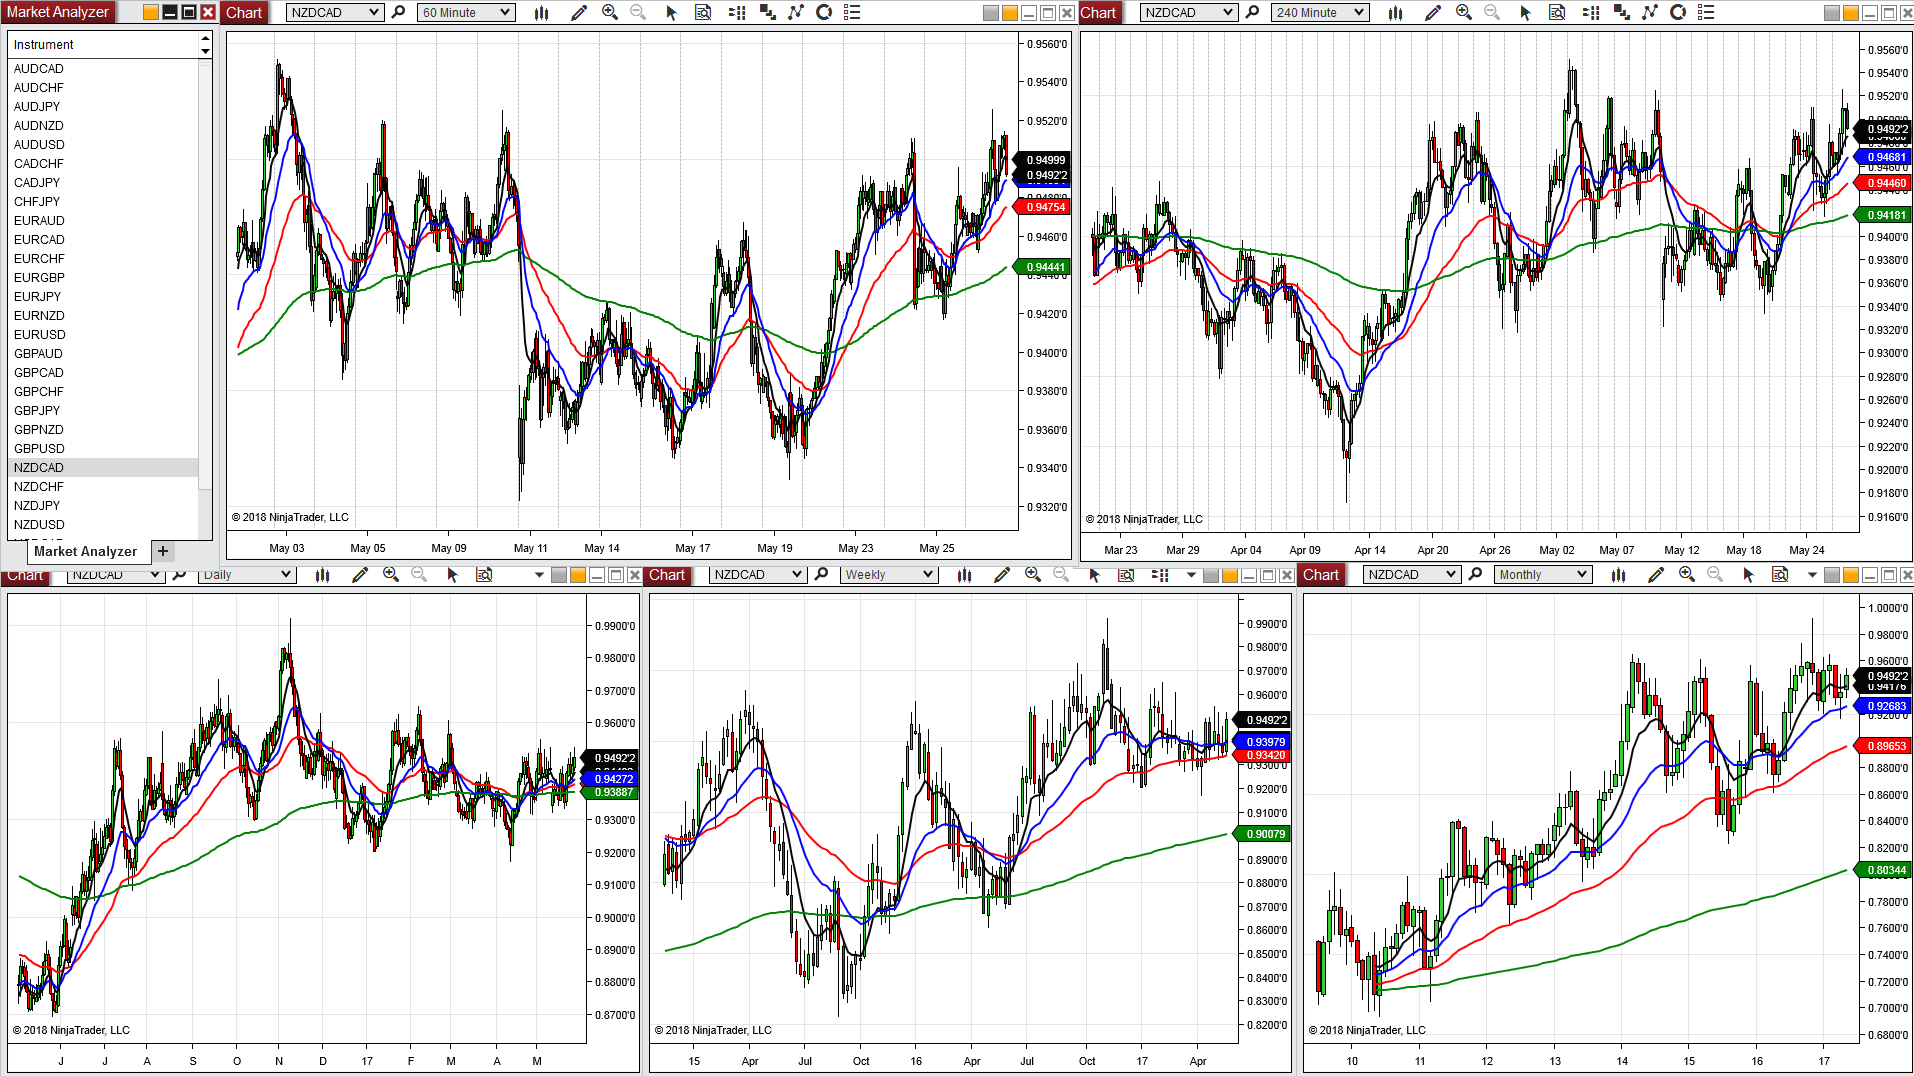 Market Analyzer
Instrument
AUDCAD
AUDCHF
AUDJPY
AUDNZD
AUDUSD
CADCHF
CADJPY
CHFJPY
EURAUD
EURCAD
EURCHF
EURGBP
EURJPY
EURNZD
EURUSD
GBPAUD
GBPCAD
GBPCHF
GBPJPY
GBPNZD
GBPUSD
NZDCAD
NZDCHF
NZDJPY
NZDUSD
Market Analyzer +
Chart NZDCAD 60 Minute
0.9560'0
0.9540'0
0.9520'0
0.94999
0.9492'2
0.94754
0.9460'0
0.94441
0.9420'0
0.9400'0
0.9380'0
0.9360'0
0.9340'0
0.9320'0
© 2018 NinjaTrader, LLC
May 03 May 05 May 09 May 11 May 14 May 17 May 19 May 23 May 25
Chart NZDCAD 240 Minute
0.9560'0
0.9540'0
0.9520'0
0.9492'2
0.94681
0.94460
0.94181
0.9400'0
0.9380'0
0.9360'0
0.9340'0
0.9320'0
0.9300'0
0.9280'0
0.9260'0
0.9240'0
0.9220'0
0.9200'0
0.9180'0
0.9160'0
© 2018 NinjaTrader, LLC
Mar 23 Mar 29 Apr 04 Apr 09 Apr 14 Apr 20 Apr 26 May 02 May 07 May 12 May 18 May 24
Chart NZDCAD Daily
0.9900'0
0.9800'0
0.9700'0
0.9600'0
0.9492'2
0.94272
0.93887
0.9300'0
0.9200'0
0.9100'0
0.9000'0
0.8900'0
0.8800'0
0.8700'0
© 2018 NinjaTrader, LLC
J J A S O N D 17 F M A M
Chart NZDCAD Weekly
0.9900'0
0.9800'0
0.9700'0
0.9600'0
0.9492'2
0.93979
0.93420
0.9300'0
0.9200'0
0.9100'0
0.90079
0.8900'0
0.8800'0
0.8700'0
0.8600'0
0.8500'0
0.8400'0
0.8300'0
0.8200'0
© 2018 NinjaTrader, LLC
15 Apr Jul Oct 16 Apr Jul Oct 17 Apr
Chart NZDCAD Monthly
1.0000'0
0.9800'0
0.9600'0
0.9492'2
0.94176
0.92683
0.9200'0
0.89653
0.8800'0
0.8600'0
0.8400'0
0.8200'0
0.80344
0.7800'0
0.7600'0
0.7400'0
0.7200'0
0.7000'0
0.6800'0
© 2018 NinjaTrader, LLC
10 11 12 13 14 15 16 17